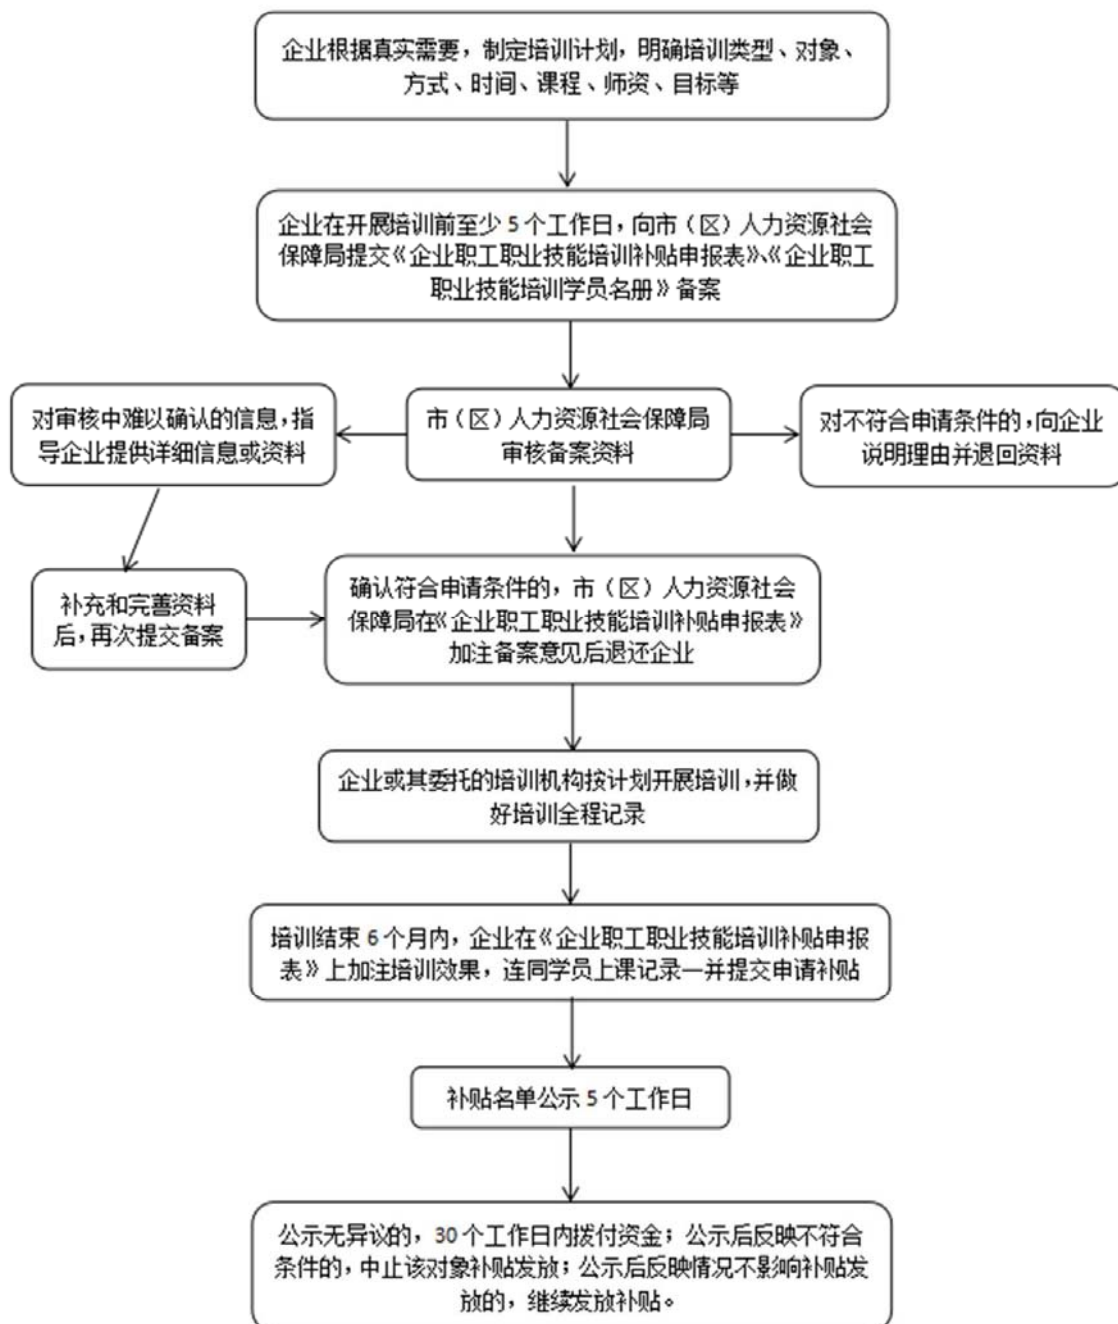 企业根据真实需要，制定培训计划，明确培训类型、对象、
方式、时间、课程、师资、目标等
企业在开展培训前至少 5 个工作日，向市（区）人力资源社会
保障局提交《企业职工职业技能培训补贴申报表》、《企业职工
职业技能培训学员名册》备案
对审核中难以确认的信息，指
导企业提供详细信息或资料
市（区）人力资源社会保障局
审核备案资料
对不符合申请条件的，向企业
说明理由并退回资料
补充和完善资料
后，再次提交备案
确认符合申请条件的，市（区）人力资源社会
保障局在《企业职工职业技能培训补贴申报表》
加注备案意见后退还企业
企业或其委托的培训机构按计划开展培训，并做
好培训全程记录
培训结束 6 个月内，企业在《企业职工职业技能培训补贴申报
表》上加注培训效果，连同学员上课记录一并提交申请补贴
补贴名单公示 5 个工作日
公示无异议的，30 个工作日内拨付资金；公示后反映不符合
条件的，中止该对象补贴发放；公示后反映情况不影响补贴发
放的，继续发放补贴。